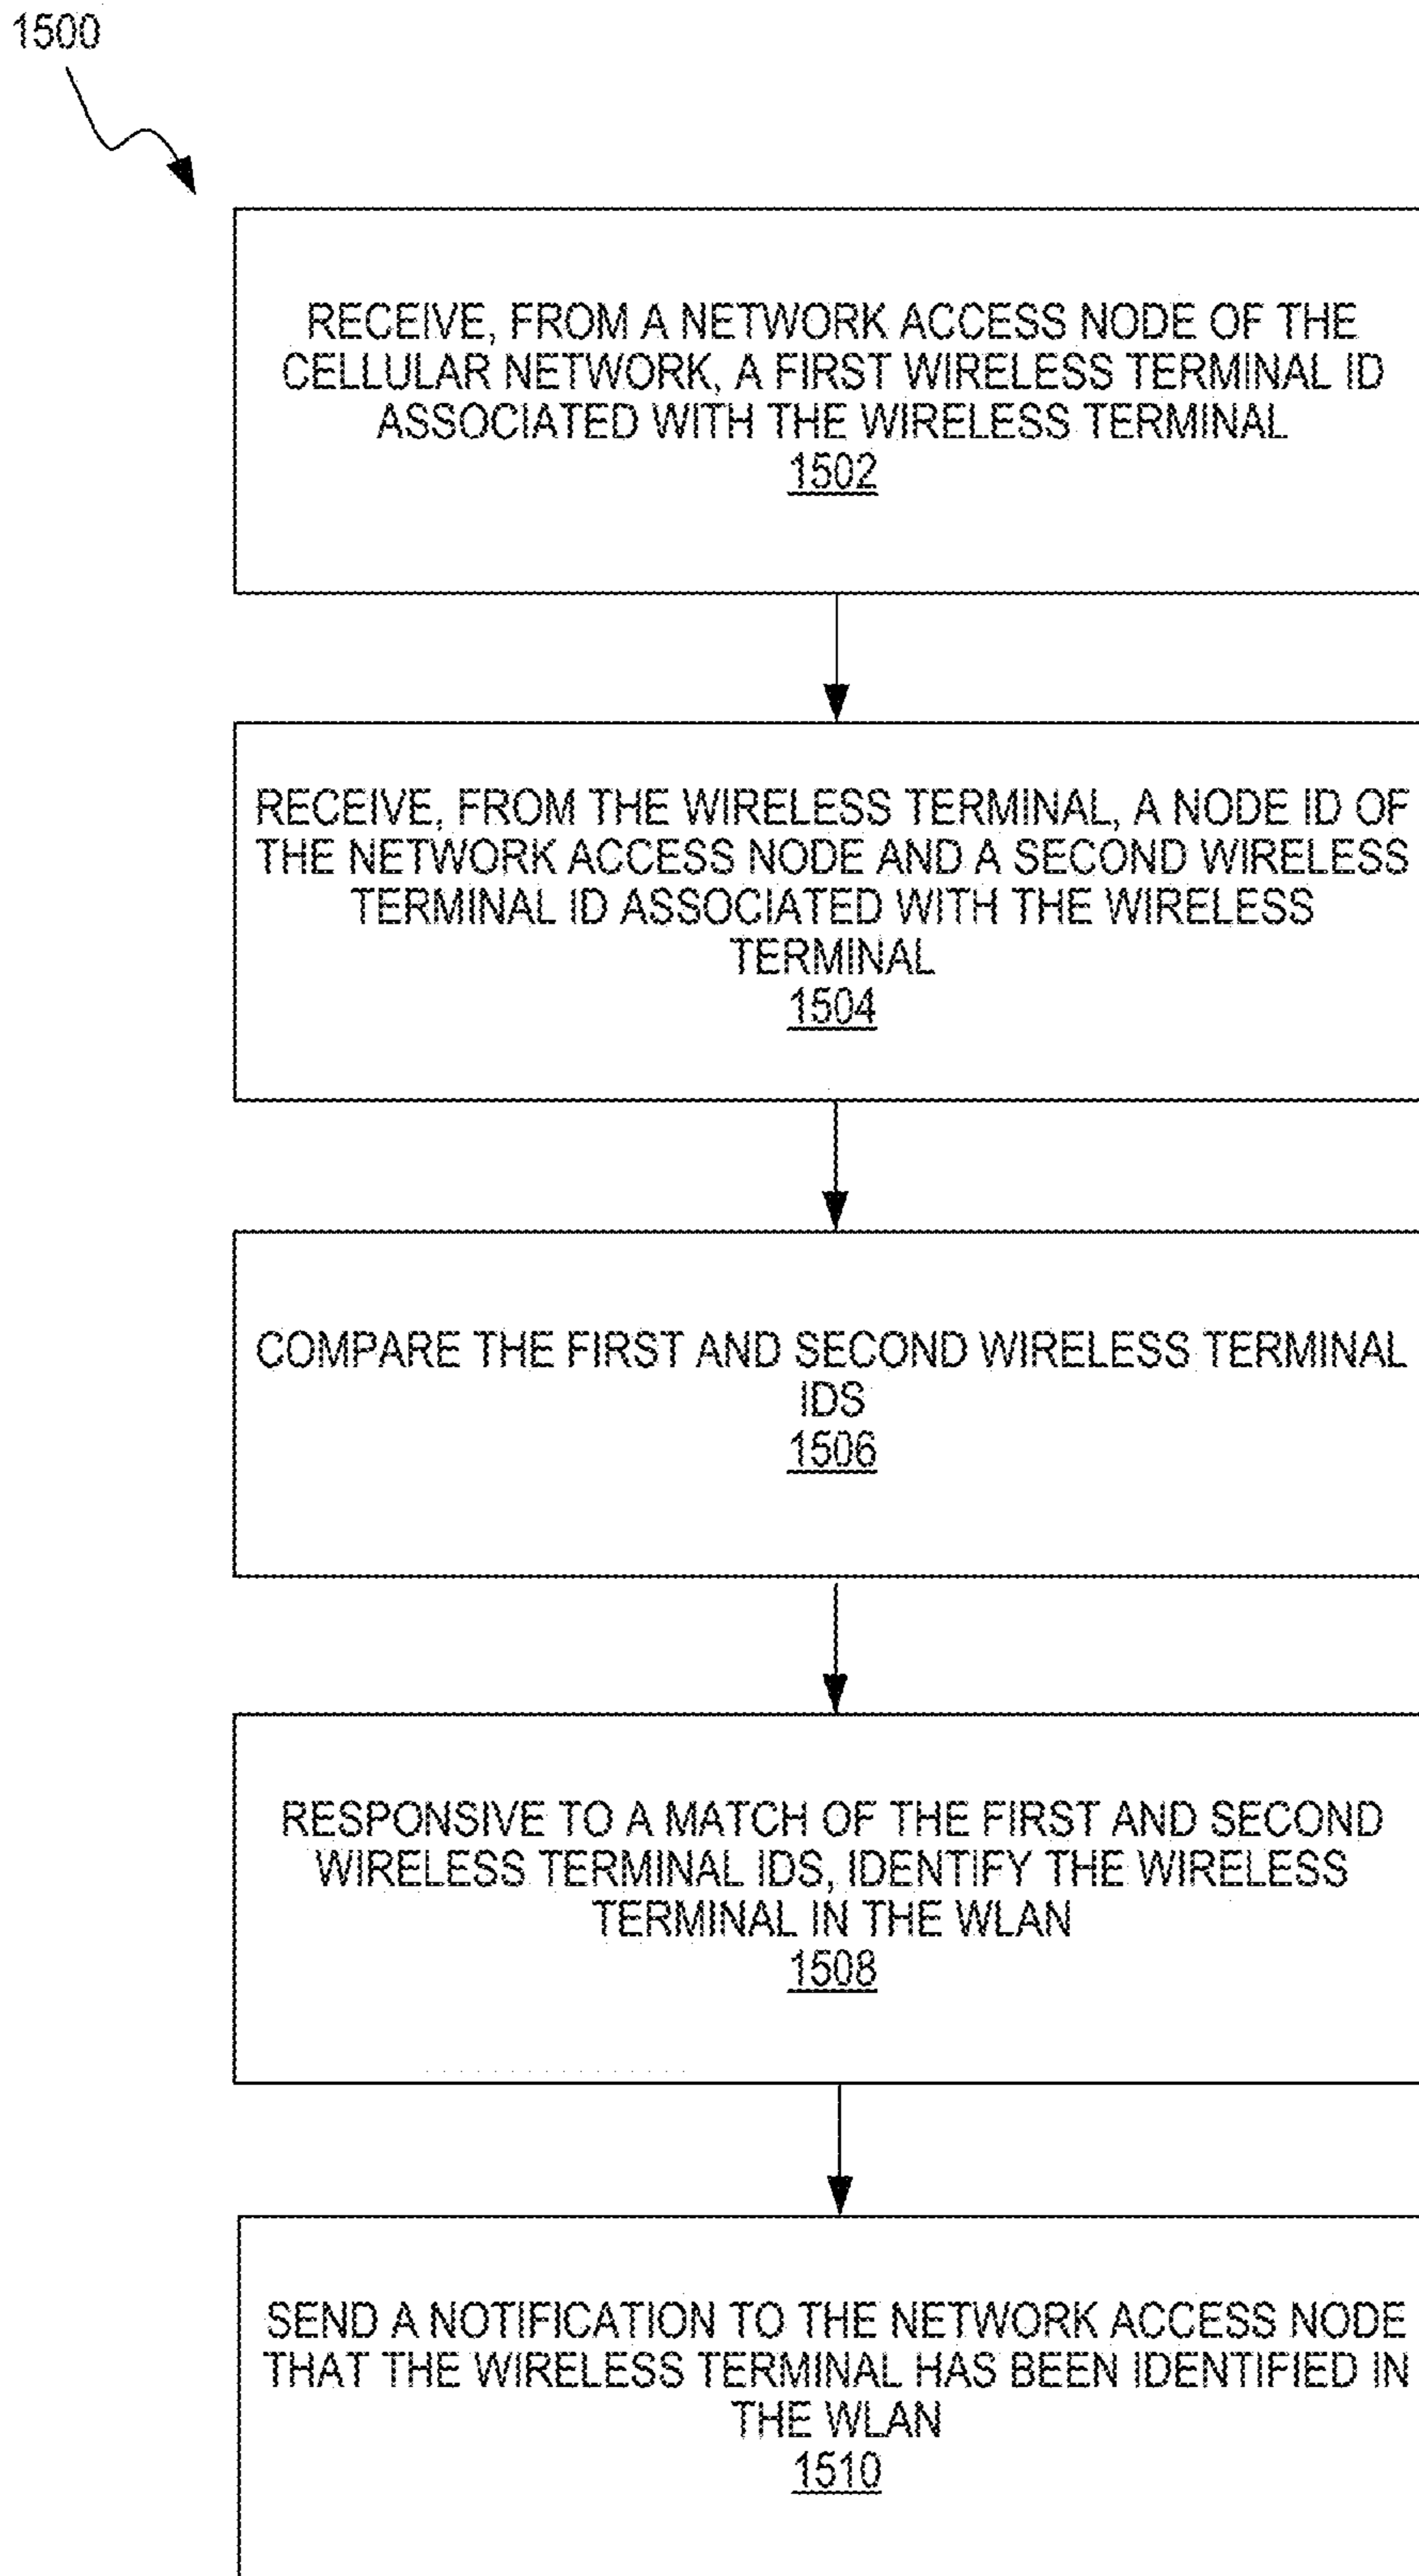 1500
RECEIVE, FROM A NETWORK ACCESS NODE OF THE
CELLULAR NETWORK, A FIRST WIRELESS TERMINAL ID
ASSOCIATED WITH THE WIRELESS TERMINAL
1502
RECEIVE, FROM THE WIRELESS TERMINAL, A NODE ID OF
THE NETWORK ACCESS NODE AND A SECOND WIRELESS
TERMINAL ID ASSOCIATED WITH THE WIRELESS
TERMINAL
1504
COMPARE THE FIRST AND SECOND WIRELESS TERMINAL
IDS
1506
RESPONSIVE TO A MATCH OF THE FIRST AND SECOND
WIRELESS TERMINAL IDS, IDENTIFY THE WIRELESS
TERMINAL IN THE WLAN
1508
SEND A NOTIFICATION TO THE NETWORK ACCESS NODE
THAT THE WIRELESS TERMINAL HAS BEEN IDENTIFIED IN
THE WLAN
1510